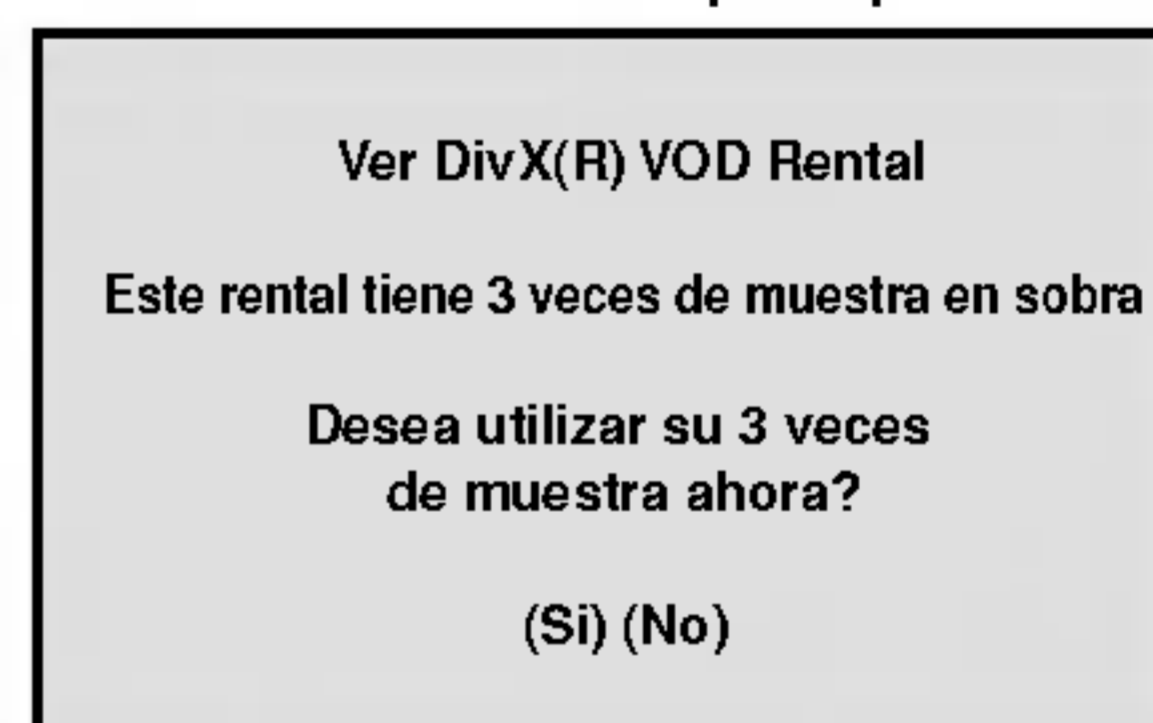 Ver DivX(R) VOD Rental
Este rental tiene 3 veces de muestra en sobra
Desea utilizar su 3 veces
de muestra ahora?
(Si) (No)